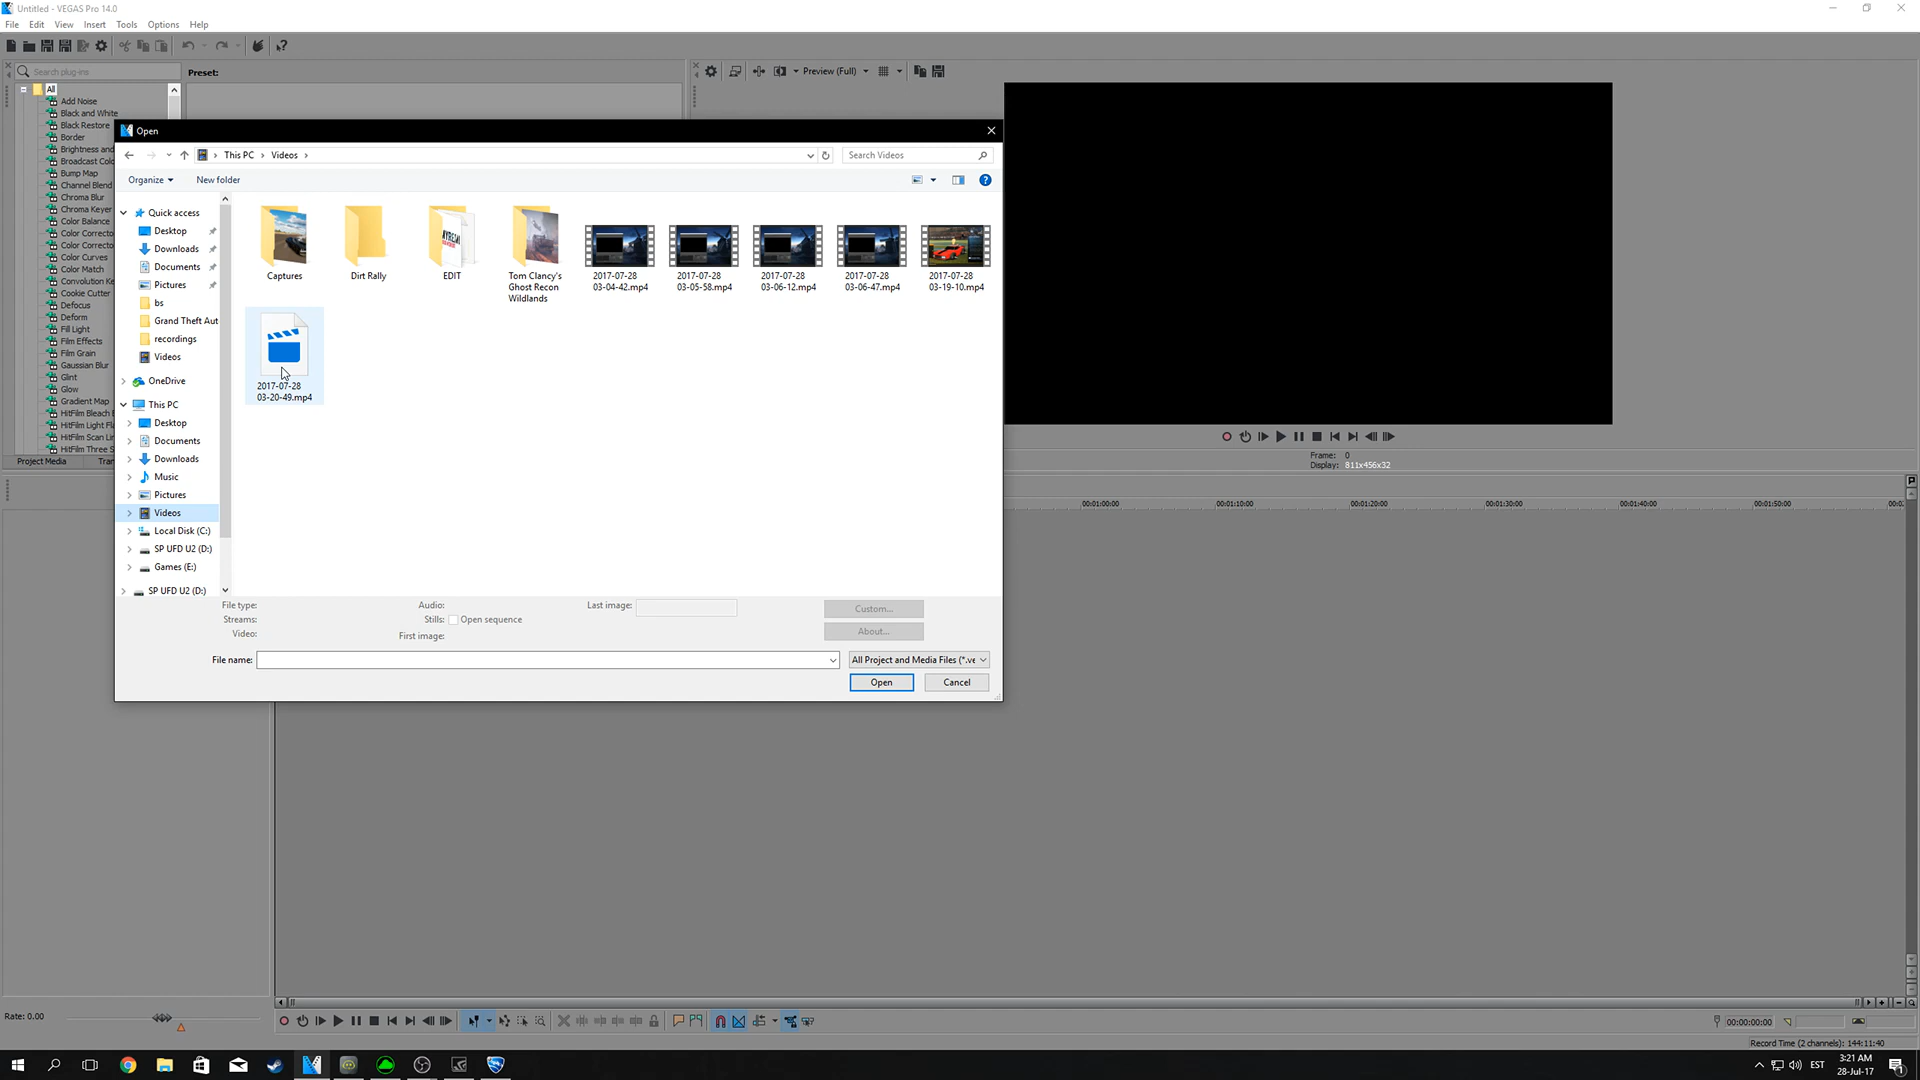 Untitled - VEGAS Pro 14.0
File Edit View Insert Tools Options Help
Search plug-ins
Preset:
Preview (Full)
All
Add Noise
Black and White
Black Restore
Border
Brightness and
Broadcast Colo
Bump Map
Channel Blend
Chroma Blur
Chroma Keyer
Color Balance
Color Correcto
Color Correcto
Color Curves
Color Match
Convolution Ke
Cookie Cutter
Defocus
Deform
Fill Light
Film Effects
Film Grain
Gaussian Blur
Glint
Glow
Gradient Map
HitFilm Bleach B
HitFilm Light Fl
HitFilm Scan Lin
HitFilm Three S
Project Media Tran
Open
This PC Videos
Search Videos
Organize New folder
Quick access
Desktop
Downloads
Documents
Pictures
bs
Grand Theft Aut
recordings
Videos
OneDrive
This PC
Desktop
Documents
Downloads
Music
Pictures
Videos
Local Disk (C:)
SP UFD U2 (D:)
Games (E:)
SP UFD U2 (D:)
Captures
Dirt Rally
EDIT
Tom Clancy's
Ghost Recon
Wildlands
2017-07-28
03-04-42.mp4
2017-07-28
03-05-58.mp4
2017-07-28
03-06-12.mp4
2017-07-28
03-06-47.mp4
2017-07-28
03-19-10.mp4
2017-07-28
03-20-49.mp4
File type: Audio: Last image: Custom...
Streams: Stills: Open sequence
Video: First image: About...
File name: All Project and Media Files (*.ve
Open Cancel
Frame: 0
Display: 811x456x32
00:01:00:00 00:01:10:00 00:01:20:00 00:01:30:00 00:01:40:00 00:01:50:00
Rate: 0.00
00:00:00:00
Record Time (2 channels): 144:11:40
EST
3:21 AM
28-Jul-17